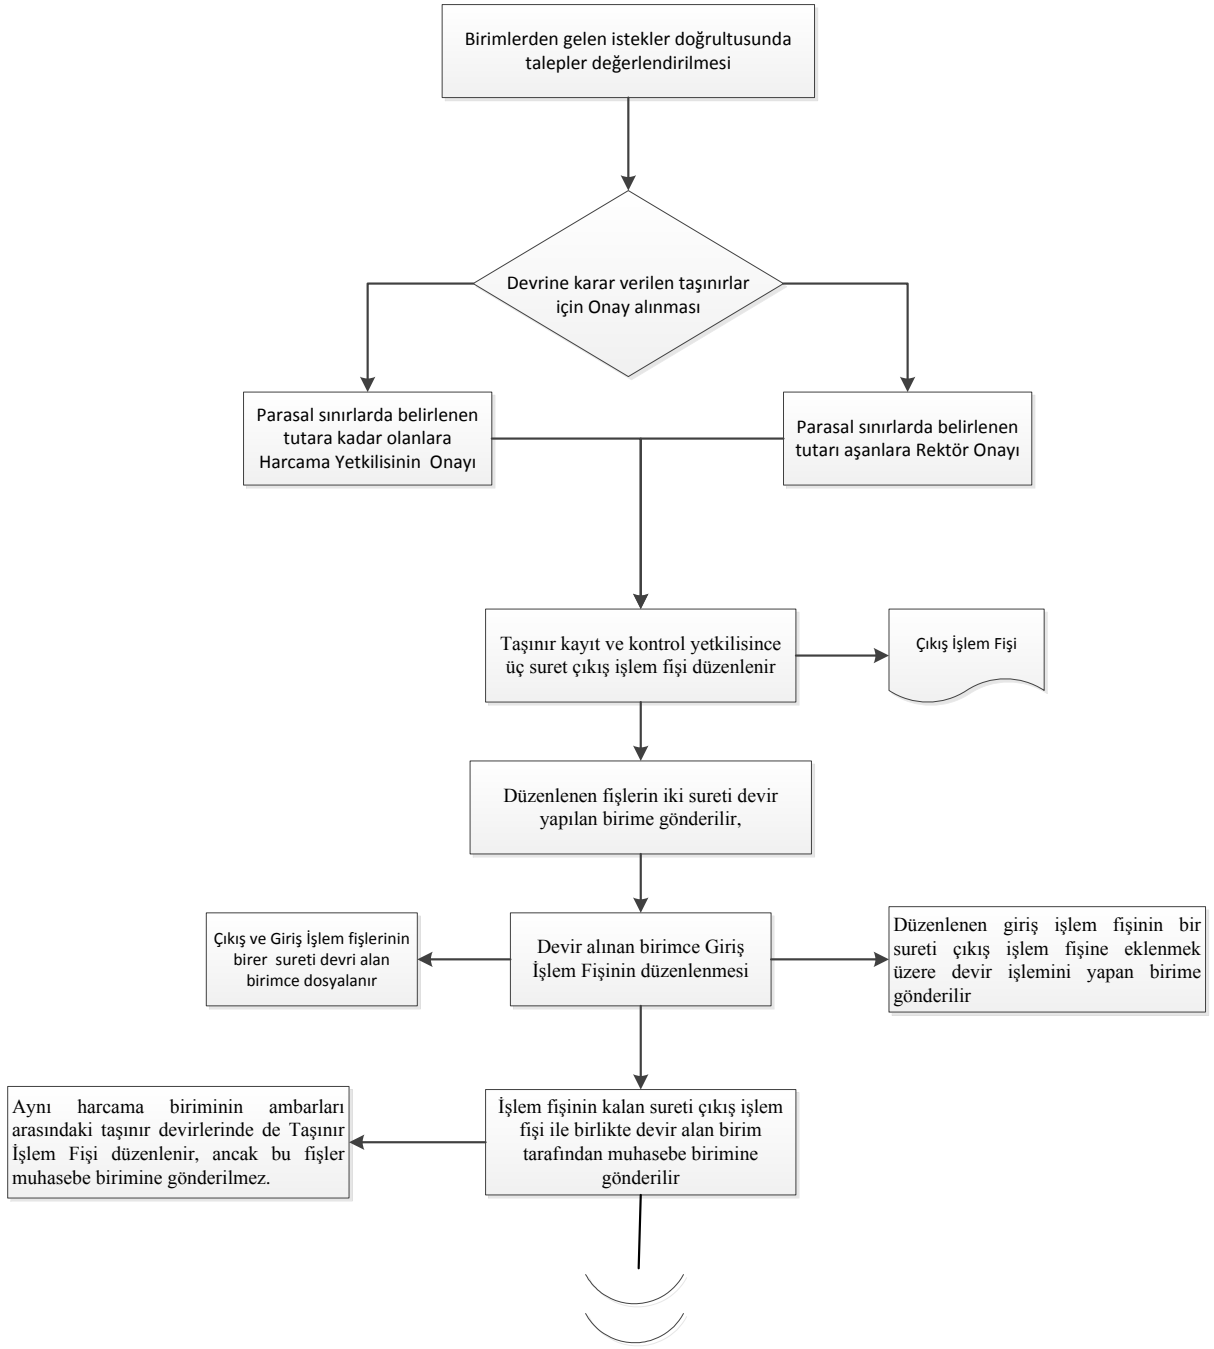 Birimlerden gelen istekler doğrultusunda
talepler değerlendirilmesi
Devrine karar verilen taşınırlar
için Onay alınması
Parasal sınırlarda belirlenen
tutara kadar olanlara
Harcama Yetkilisinin Onayı
Parasal sınırlarda belirlenen
tutarı aşanlara Rektör Onayı
Taşınır kayıt ve kontrol yetkilisince
üç suret çıkış işlem fişi düzenlenir
Çıkış İşlem Fişi
Düzenlenen fişlerin iki sureti devir
yapılan birime gönderilir,
Çıkış ve Giriş İşlem fişlerinin
birer sureti devri alan
birimce dosyalanır
Devir alınan birimce Giriş
İşlem Fişinin düzenlenmesi
Düzenlenen giriş işlem fişinin bir
sureti çıkış işlem fişine eklenmek
üzere devir işlemini yapan birime
gönderilir
Aynı harcama biriminin ambarları
arasındaki taşınır devirlerinde de Taşınır
İşlem Fişi düzenlenir, ancak bu fişler
muhasebe birimine gönderilmez.
İşlem fişinin kalan sureti çıkış işlem
fişi ile birlikte devir alan birim
tarafından muhasebe birimine
gönderilir